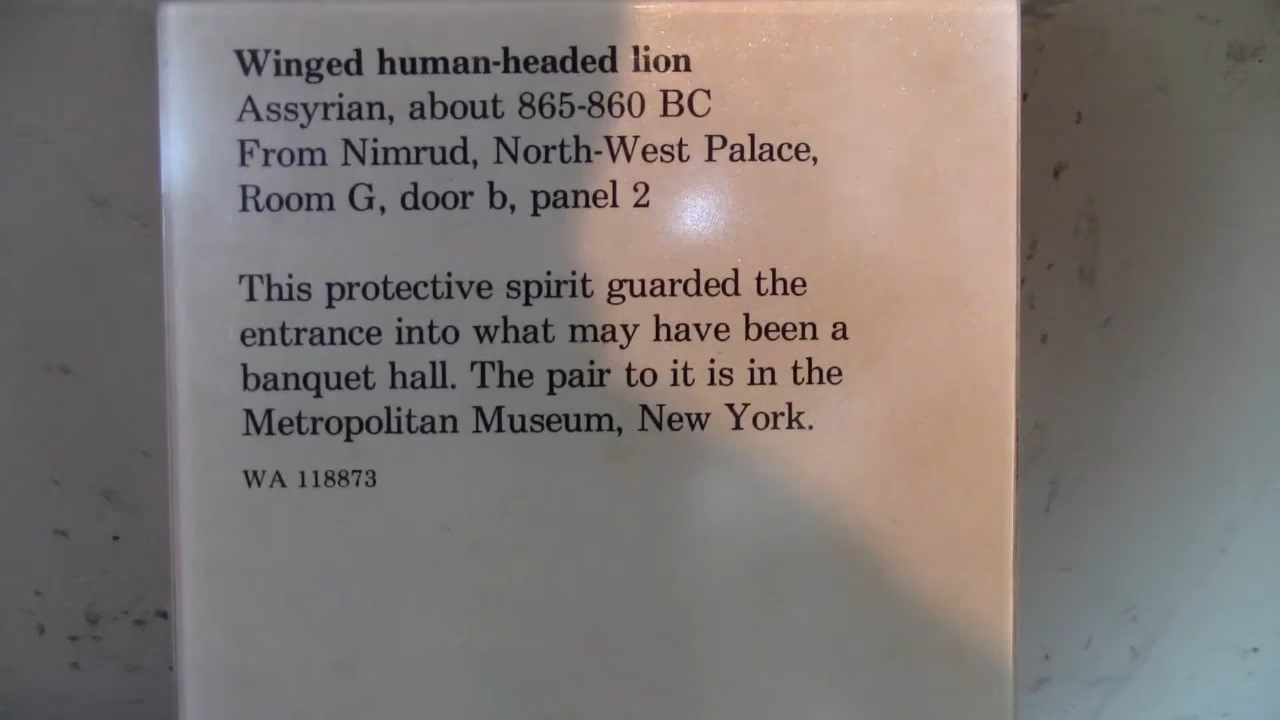 Winged human-headed lion
Assyrian, about 865-860 BC
From Nimrud, North-West Palace,
Room G, door b, panel 2
This protective spirit guarded the
entrance into what may have been a
banquet hall. The pair to it is in the
Metropolitan Museum, New York.
WA 118873